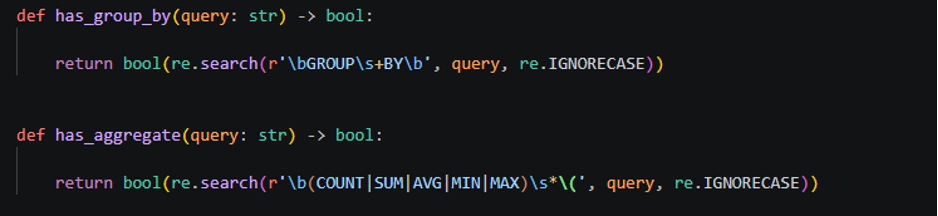 def has_group_by(query: str) -> bool:
    return bool(re.search(r'\bGROUP\s+BY\b', query, re.IGNORECASE))
def has_aggregate(query: str) -> bool:
    return bool(re.search(r'\b(COUNT|SUM|AVG|MIN|MAX)\s*\(', query, re.IGNORECASE))